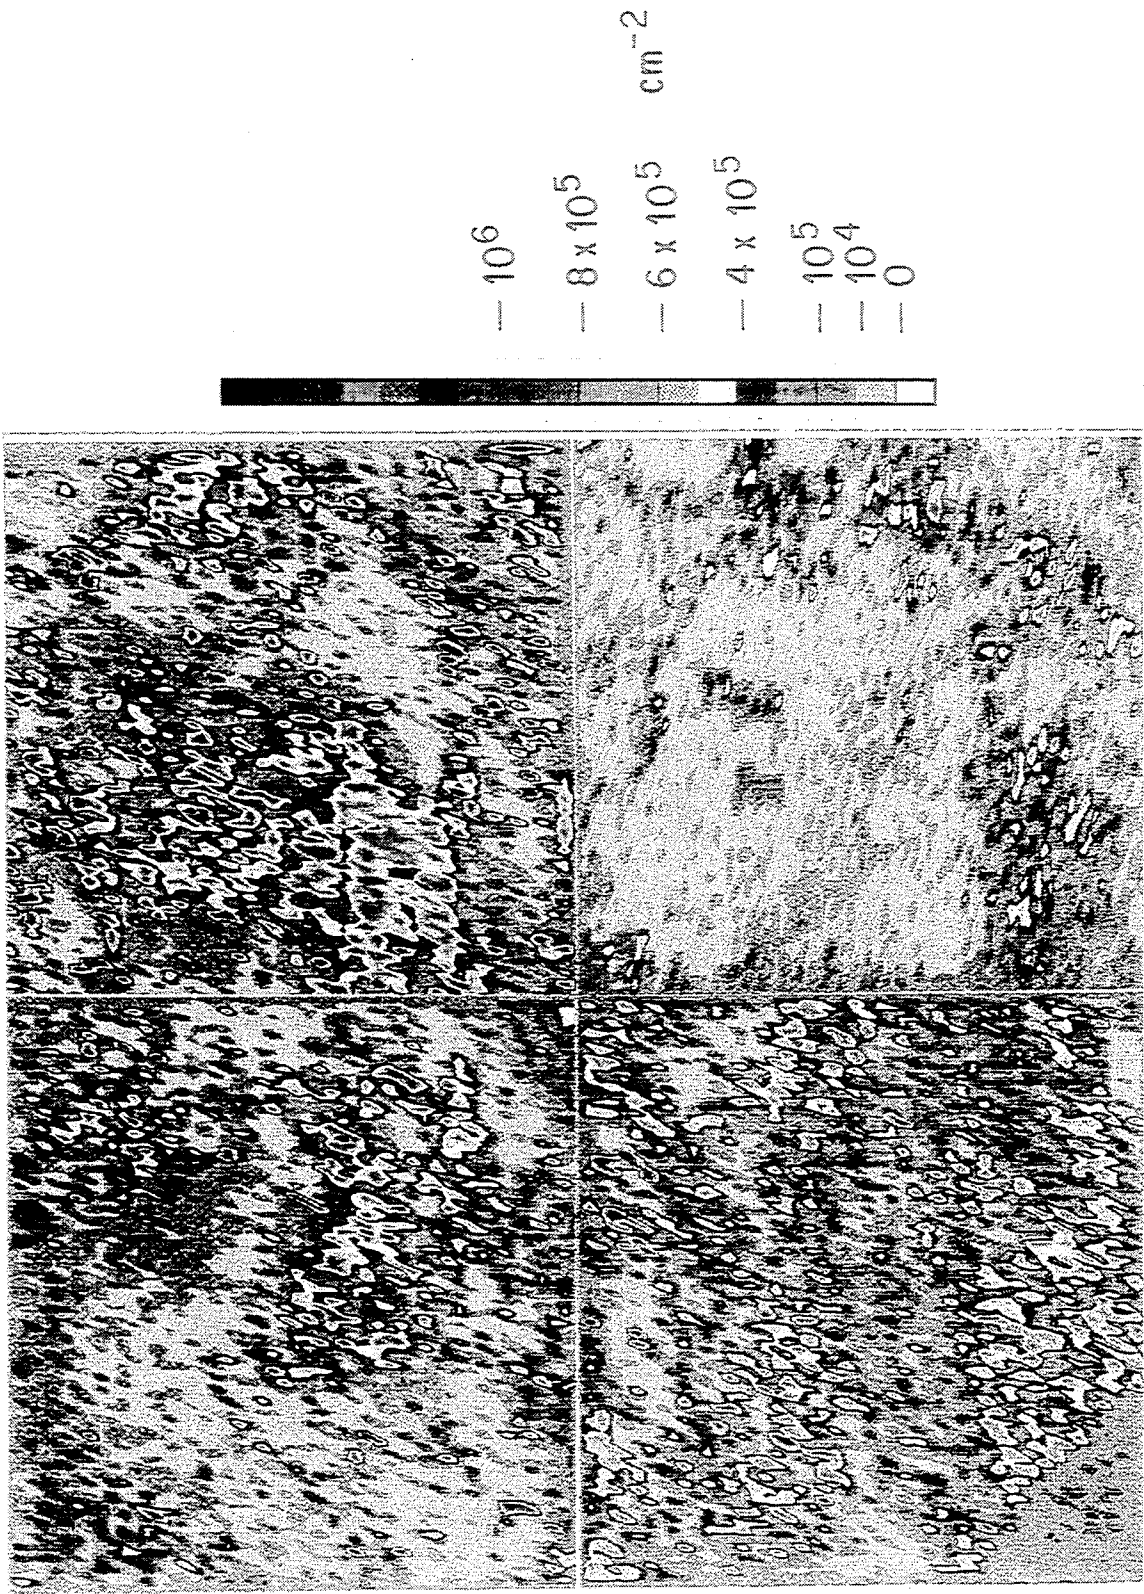 cm⁻²
— 10⁶
— 8 x 10⁵
— 6 x 10⁵
— 4 x 10⁵
— 10⁵
— 10⁴
— 0